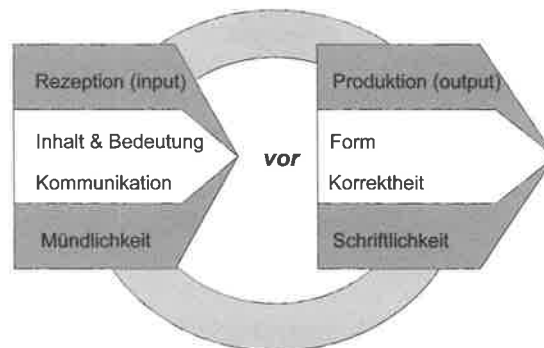 Rezeption (input)
Inhalt & Bedeutung
Kommunikation
Mündlichkeit
vor
Produktion (output)
Form
Korrektheit
Schriftlichkeit